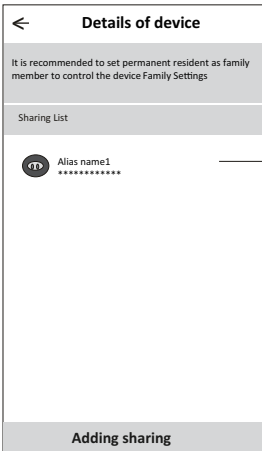 Details of device
It is recommended to set permanent resident as family
member to control the device Family Settings
Sharing List
Alias name1
************
Adding sharing